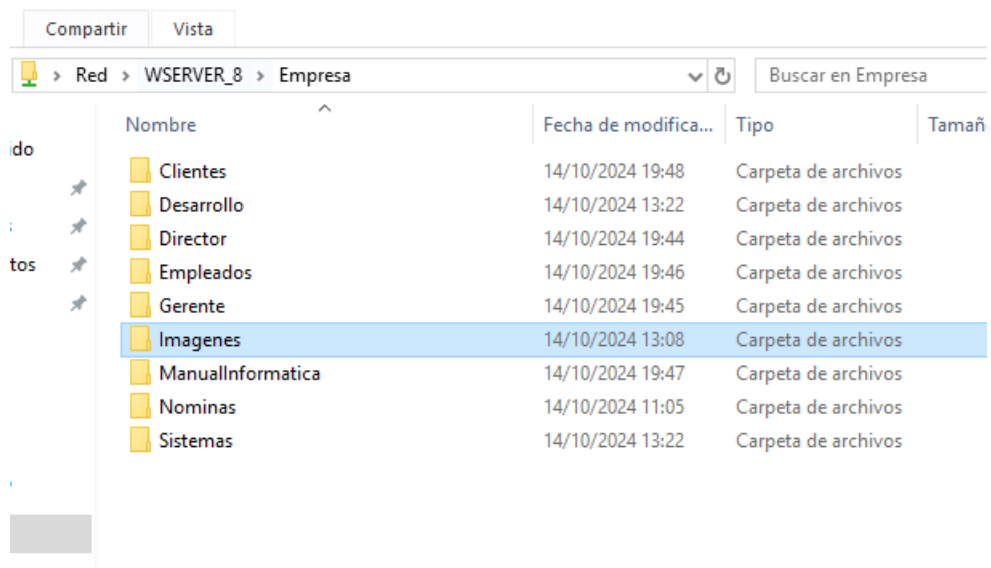 Compartir Vista
Red > WSERVER_8 > Empresa Buscar en Empresa
Nombre Fecha de modifica... Tipo Tamañ
ido
Clientes 14/10/2024 19:48 Carpeta de archivos
Desarrollo 14/10/2024 13:22 Carpeta de archivos
Director 14/10/2024 19:44 Carpeta de archivos
tos Empleados 14/10/2024 19:46 Carpeta de archivos
Gerente 14/10/2024 19:45 Carpeta de archivos
Imagenes 14/10/2024 13:08 Carpeta de archivos
ManualInformatica 14/10/2024 19:47 Carpeta de archivos
Nominas 14/10/2024 11:05 Carpeta de archivos
Sistemas 14/10/2024 13:22 Carpeta de archivos